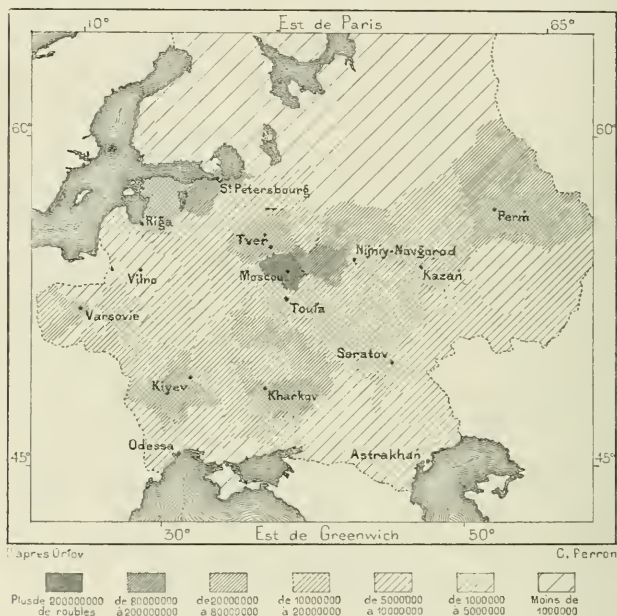 10°
Est de Paris
65°
60°
60°
St Petersbourg
Riga
Perm
Tver
Nijniy-Novgorod
Moscou
Kazan
Vilno
Toula
Varsovie
Saratov
Kiyev
Kharkov
Odessa
Astrakhan
45°
45°
30°
Est de Greenwich
50°
D'apres Orlov
C. Perron
Plus de 200000000
de roubles
de 80000000
à 200000000
de 20000000
à 80000000
de 10000000
à 20000000
de 5000000
à 10000000
de 1000000
à 5000000
Moins de
1000000